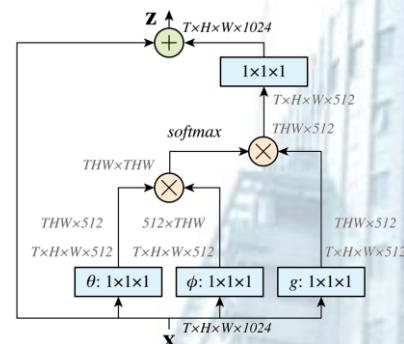 z
T×H×W×1024
1×1×1
T×H×W×512
softmax
THW×512
THW×THW
THW×512
512×THW
THW×512
T×H×W×512
T×H×W×512
T×H×W×512
θ: 1×1×1
ϕ: 1×1×1
g: 1×1×1
T×H×W×1024
x